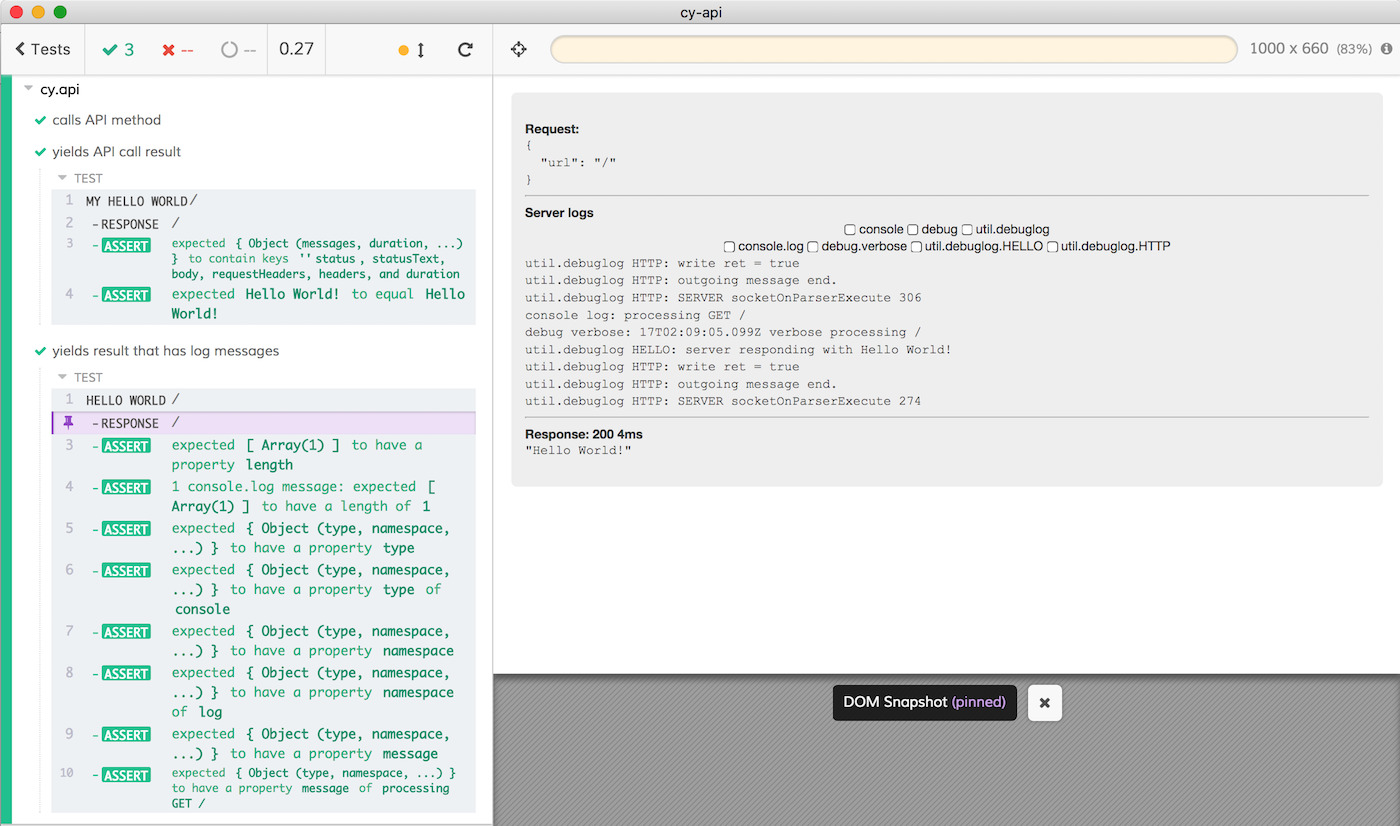 cy-api
Tests 3 -- -- 0.27 1000 x 660 (83%)
cy.api
calls API method
yields API call result
TEST
1 MY HELLO WORLD /
2 -RESPONSE /
3 -ASSERT expected { Object (messages, duration, ...)
} to contain keys ''status, statusText,
body, requestHeaders, headers, and duration
4 -ASSERT expected Hello World! to equal Hello
World!
yields result that has log messages
TEST
1 HELLO WORLD /
-RESPONSE /
3 -ASSERT expected [ Array(1) ] to have a
property length
4 -ASSERT 1 console.log message: expected [
Array(1) ] to have a length of 1
5 -ASSERT expected { Object (type, namespace,
...) } to have a property type
6 -ASSERT expected { Object (type, namespace,
...) } to have a property type of
console
7 -ASSERT expected { Object (type, namespace,
...) } to have a property namespace
8 -ASSERT expected { Object (type, namespace,
...) } to have a property namespace
of log
9 -ASSERT expected { Object (type, namespace,
...) } to have a property message
10 -ASSERT expected { Object (type, namespace, ...) }
to have a property message of processing
GET /
Request:
{
"url": "/"
}
Server logs
console debug util.debuglog
console.log debug.verbose util.debuglog.HELLO util.debuglog.HTTP
util.debuglog HTTP: write ret = true
util.debuglog HTTP: outgoing message end.
util.debuglog HTTP: SERVER socketOnParserExecute 306
console log: processing GET /
debug verbose: 17T02:09:05.099Z verbose processing /
util.debuglog HELLO: server responding with Hello World!
util.debuglog HTTP: write ret = true
util.debuglog HTTP: outgoing message end.
util.debuglog HTTP: SERVER socketOnParserExecute 274
Response: 200 4ms
"Hello World!"
DOM Snapshot (pinned)